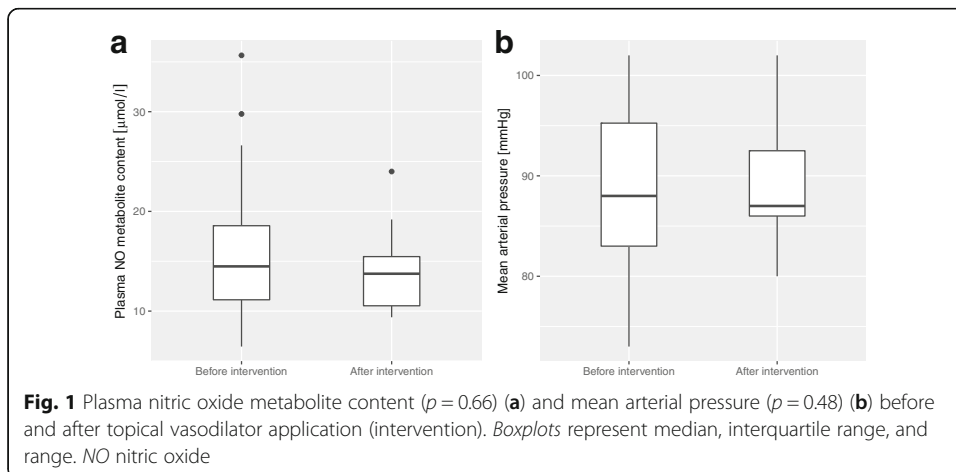 a
b
Plasma NO metabolite content [μmol/l]
30
20
10
Before intervention
After intervention
Mean arterial pressure [mmHg]
100
90
80
Before intervention
After intervention
Fig. 1 Plasma nitric oxide metabolite content (p = 0.66) (a) and mean arterial pressure (p = 0.48) (b) before
and after topical vasodilator application (intervention). Boxplots represent median, interquartile range, and
range. NO nitric oxide